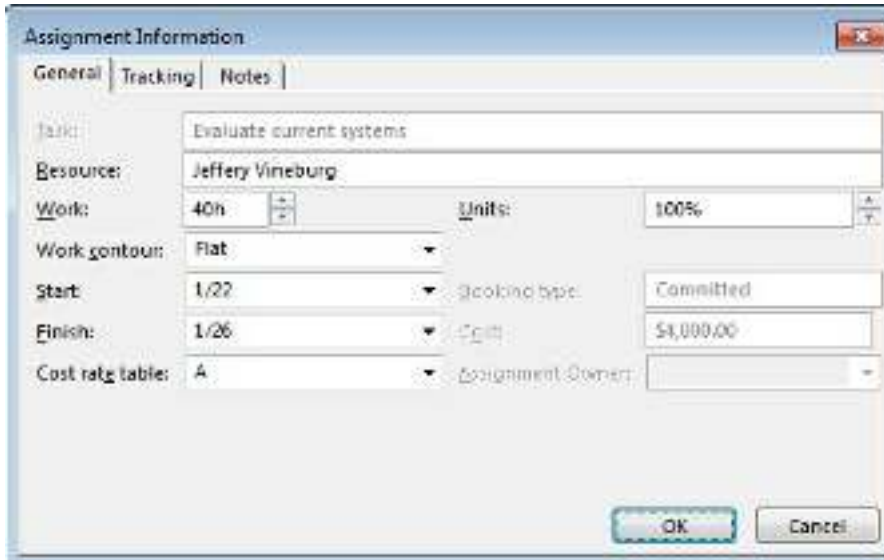 Assignment Information
General Tracking Notes
Task: Evaluate current systems
Resource: Jeffery Vineburg
Work: 40h Units: 100%
Work contour: Flat
Start: 1/22 Booking type: Committed
Finish: 1/26 Cost: $4,000.00
Cost rate table: A Assignment Owner:
OK Cancel